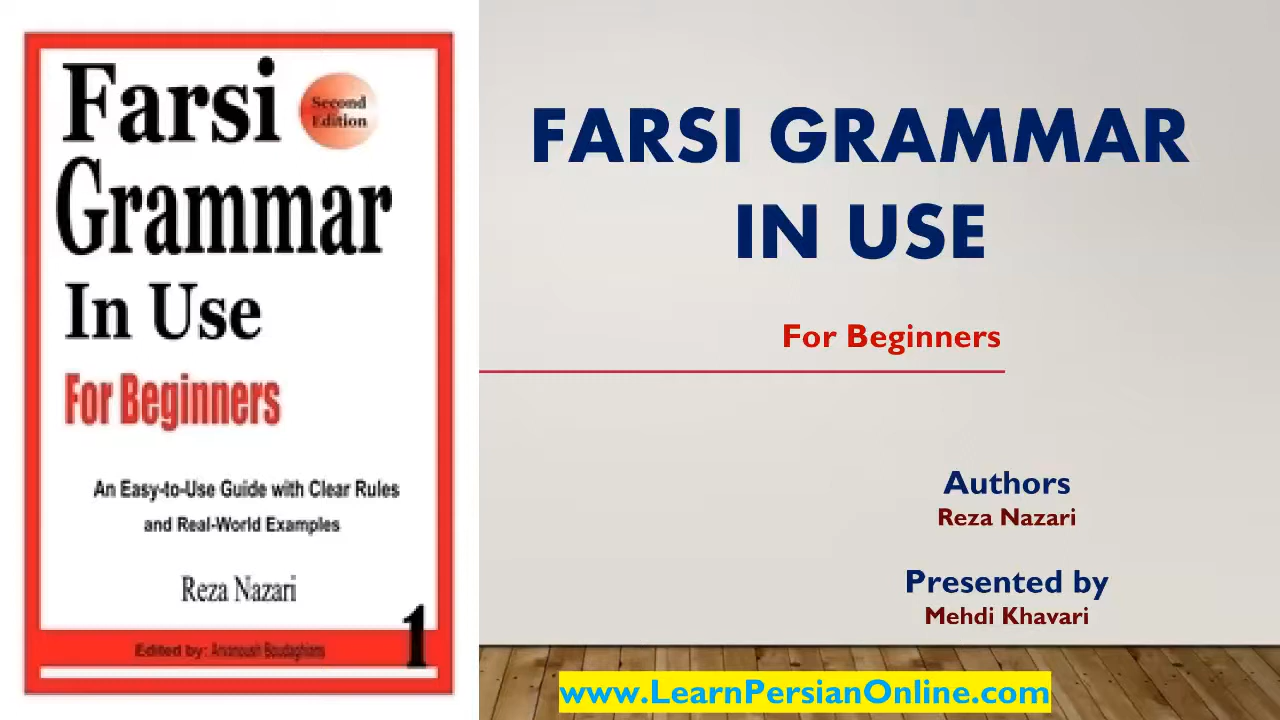 Farsi
Second
Edition
Grammar
In Use
For Beginners
An Easy-to-Use Guide with Clear Rules
and Real-World Examples
Reza Nazari
1
Edited by:
FARSI GRAMMAR
IN USE
For Beginners
Authors
Reza Nazari
Presented by
Mehdi Khavari
www.LearnPersianOnline.com